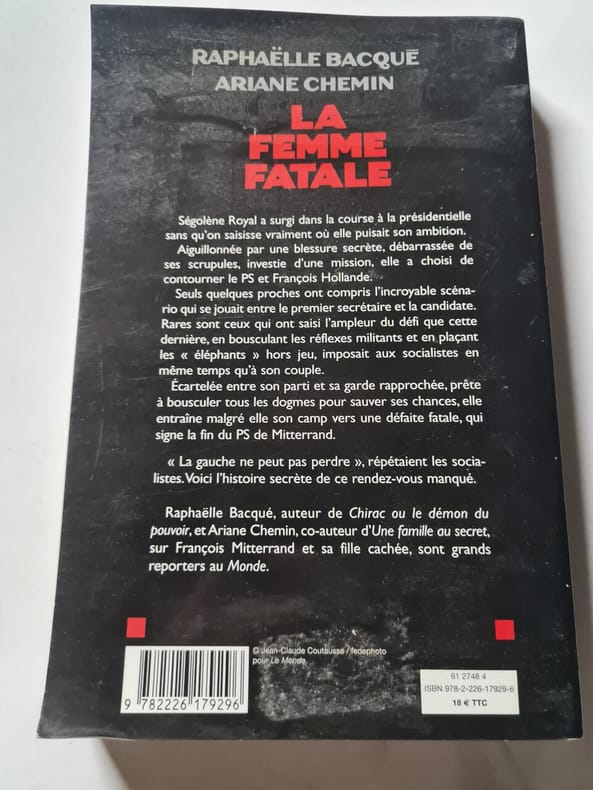 RAPHAËLLE BACQUÉ
ARIANE CHEMIN
LA
FEMME
FATALE
Ségolène Royal a surgi dans la course à la présidentielle
sans qu'on saisisse vraiment où elle puisait son ambition.
Aiguillonnée par une blessure secrète, débarrassée de
ses scrupules, investie d'une mission, elle a choisi de
contourner le PS et François Hollande.
Seuls quelques proches ont compris l'incroyable scéna-
rio qui se jouait entre le premier secrétaire et la candidate.
Rares sont ceux qui ont saisi l'ampleur du défi que cette
dernière, en bousculant les réflexes militants et en plaçant
les « éléphants » hors jeu, imposait aux socialistes en
même temps qu'à son couple.
Écartelée entre son parti et sa garde rapprochée, prête
à bousculer tous les dogmes pour sauver ses chances, elle
entraîne malgré elle son camp vers une défaite fatale, qui
signe la fin du PS de Mitterrand.
« La gauche ne peut pas perdre », répétaient les socia-
listes. Voici l'histoire secrète de ce rendez-vous manqué.
Raphaëlle Bacqué, auteur de Chirac ou le démon du
pouvoir, et Ariane Chemin, co-auteur d'Une famille au secret,
sur François Mitterrand et sa fille cachée, sont grands
reporters au Monde.
© Jean-Claude Coutausse / fedephoto
pour Le Monde
9 782226 179296
61 2748 4
ISBN 978-2-226-17929-6
18 € TTC